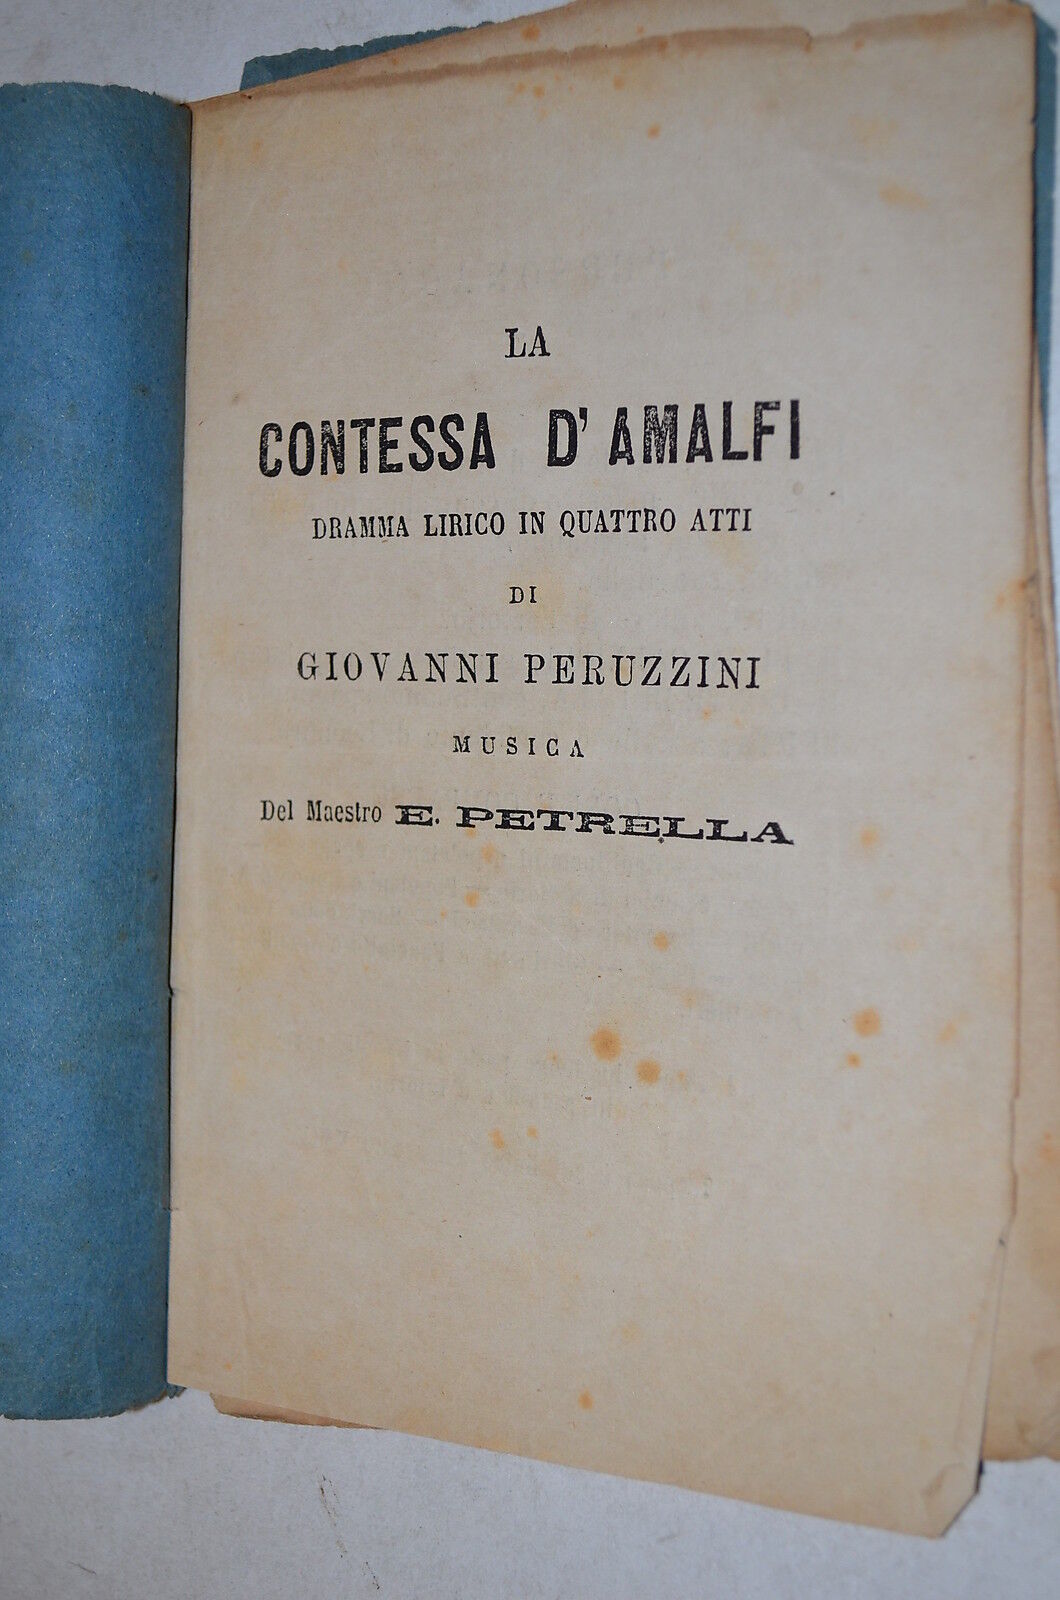 LA
CONTESSA D'AMALFI
DRAMMA LIRICO IN QUATTRO ATTI
DI
GIOVANNI PERUZZINI
MUSICA
Del Maestro E. PETRELLA